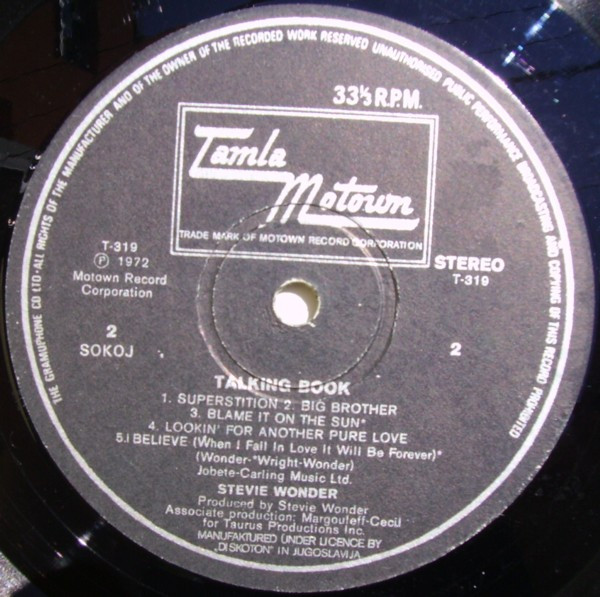 THE GRAMOPHONE CO LTD·ALL RIGHTS OF THE MANUFACTURER AND OF THE OWNER OF THE RECORDED WORK RESERVED UNAUTHORISED PUBLIC PERFORMANCE BROADCASTING AND COPYING OF THIS RECORD PROHIBITED
33⅓ R.P.M.
Tamla
Motown
TRADE MARK OF MOTOWN RECORD CORPORATION
T-319
Ⓟ 1972
Motown Record
Corporation
STEREO
T-319
2
SOKOJ
2
TALKING BOOK
1. SUPERSTITION 2. BIG BROTHER
3. BLAME IT ON THE SUN*
4. LOOKIN' FOR ANOTHER PURE LOVE
5.I BELIEVE (When I Fall In Love It Will Be Forever)*
(Wonder-*Wright-Wonder)
Jobete-Carling Music Ltd.
STEVIE WONDER
Produced by Stevie Wonder
Associate production: Margouleff-Cecil
for Taurus Productions Inc.
MANUFAKTURED UNDER LICENCE BY
„DISKOTON" IN JUGOSLAVIJA